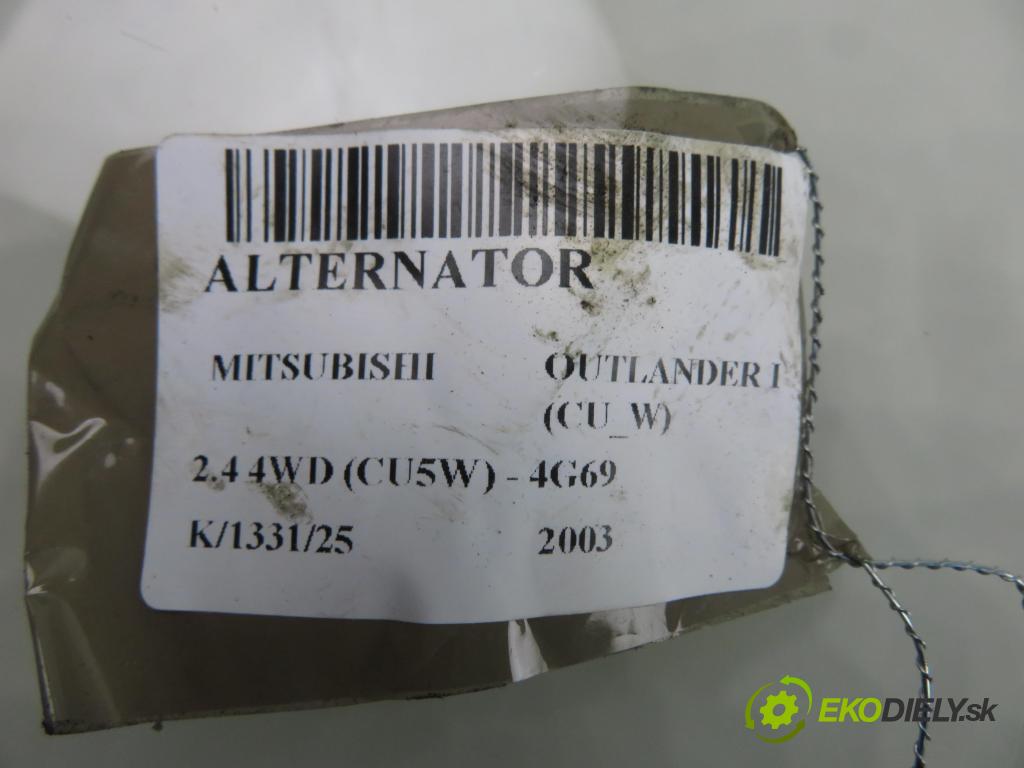 ALTERNATOR
MITSUBISHI OUTLANDER I
(CU_W)
2.4 4WD (CU5W) - 4G69
K/1331/25 2003
EKODIELY.sk